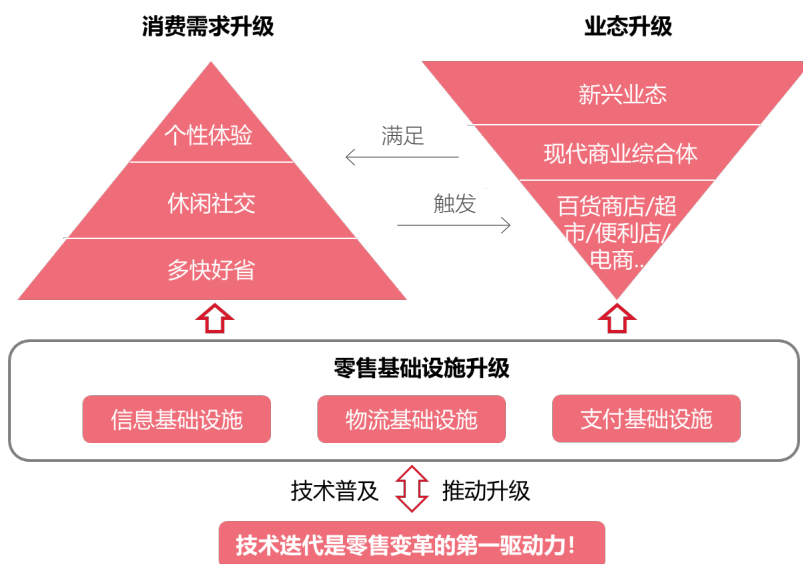 消费需求升级
业态升级
个性体验
休闲社交
多快好省
满足
触发
新兴业态
现代商业综合体
百货商店/超
市/便利店/
电商...
零售基础设施升级
信息基础设施
物流基础设施
支付基础设施
技术普及
推动升级
技术迭代是零售变革的第一驱动力！